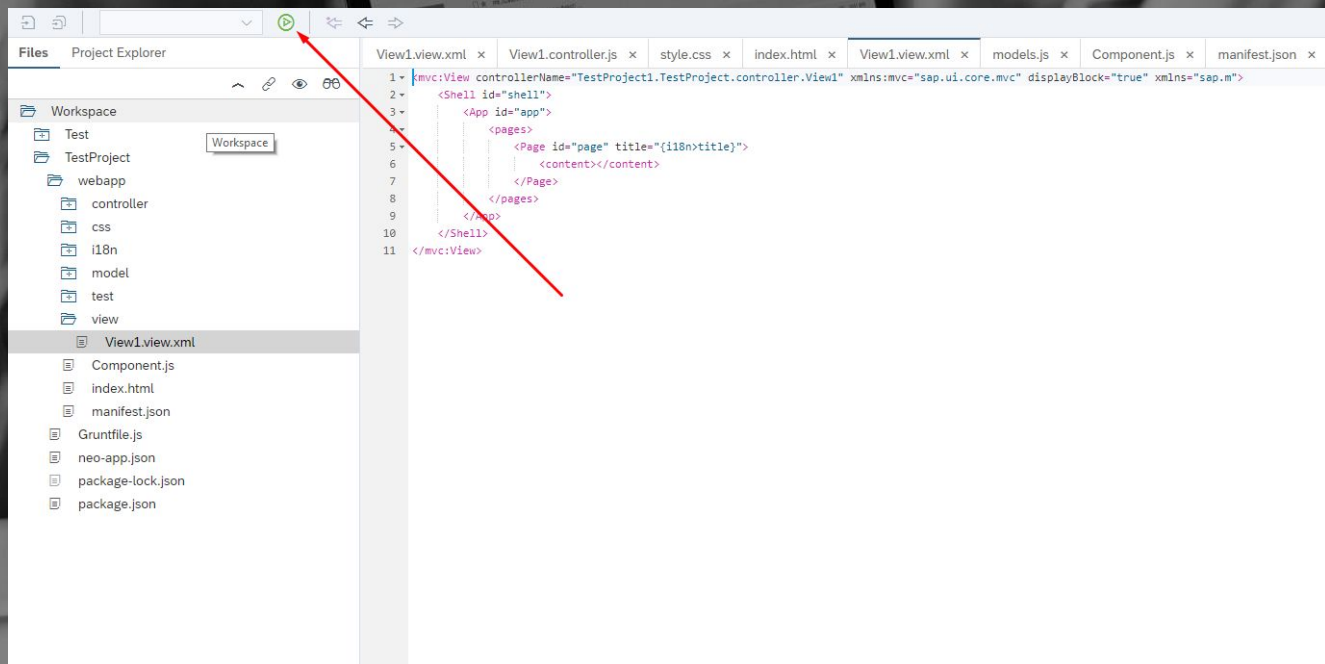 Files Project Explorer
View1.view.xml × View1.controller.js × style.css × index.html × View1.view.xml × models.js × Component.js × manifest.json ×
Workspace
Test
Workspace
TestProject
webapp
controller
css
i18n
model
test
view
View1.view.xml
Component.js
index.html
manifest.json
Gruntfile.js
neo-app.json
package-lock.json
package.json
1 <mvc:View controllerName="TestProject1.TestProject.controller.View1" xmlns:mvc="sap.ui.core.mvc" displayBlock="true" xmlns="sap.m">
2 <Shell id="shell">
3 <App id="app">
4 <pages>
5 <Page id="page" title="{i18n>title}">
6 <content></content>
7 </Page>
8 </pages>
9 </App>
10 </Shell>
11 </mvc:View>